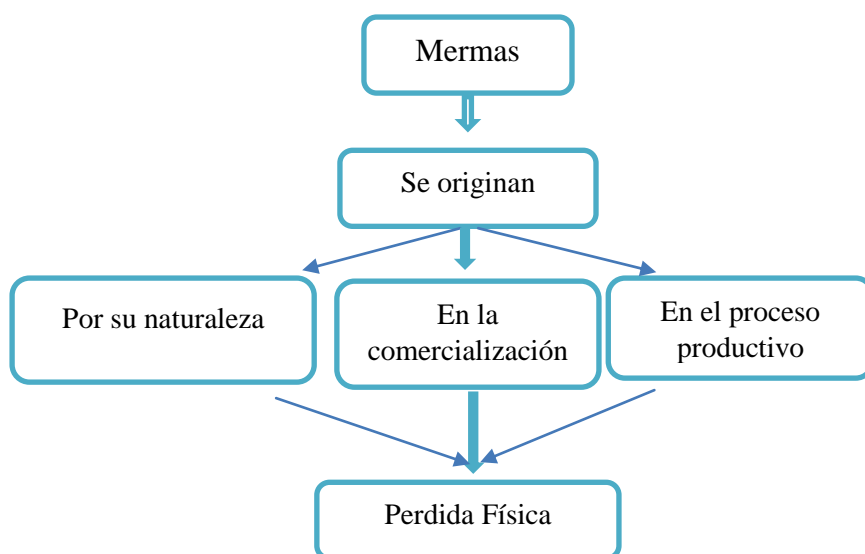 Mermas
Se originan
Por su naturaleza
En la
comercialización
En el proceso
productivo
Perdida Física